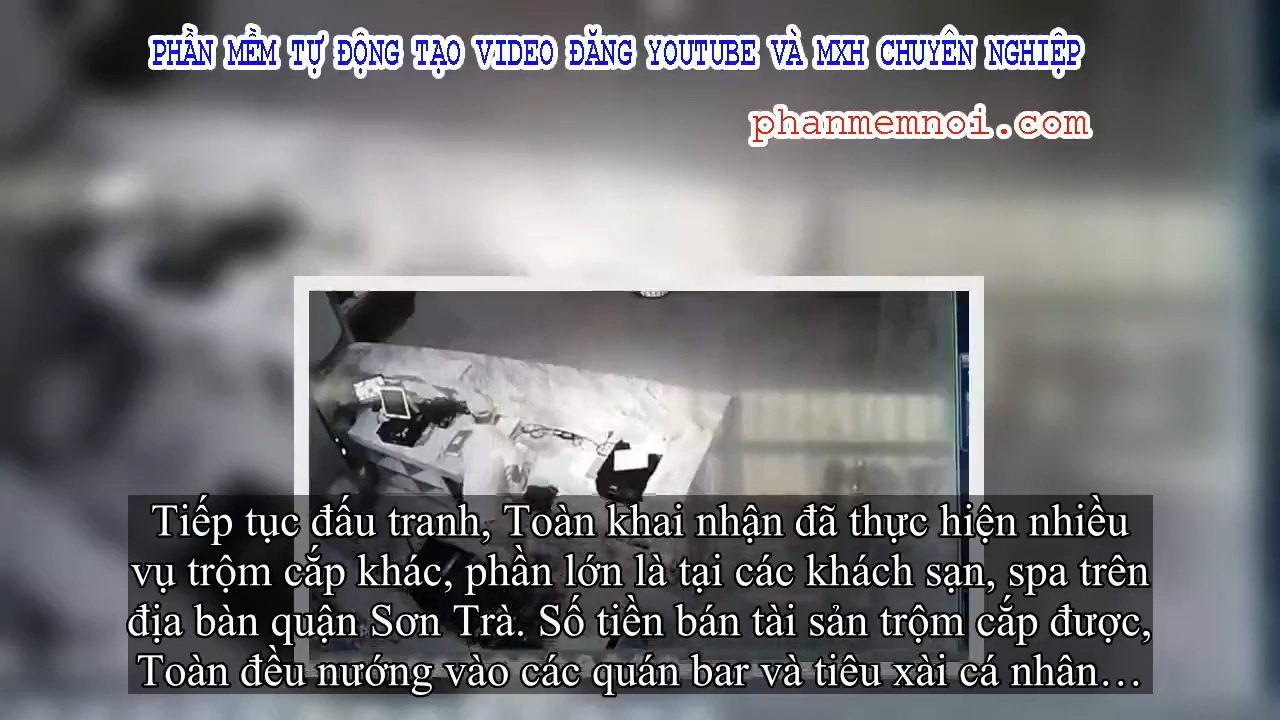 PHẦN MỀM TỰ ĐỘNG TẠO VIDEO ĐĂNG YOUTUBE VÀ MXH CHUYÊN NGHIỆP
phanmemnoi.com
Tiếp tục đấu tranh, Toàn khai nhận đã thực hiện nhiều
vụ trộm cắp khác, phần lớn là tại các khách sạn, spa trên
địa bàn quận Sơn Trà. Số tiền bán tài sản trộm cắp được,
Toàn đều nướng vào các quán bar và tiêu xài cá nhân…